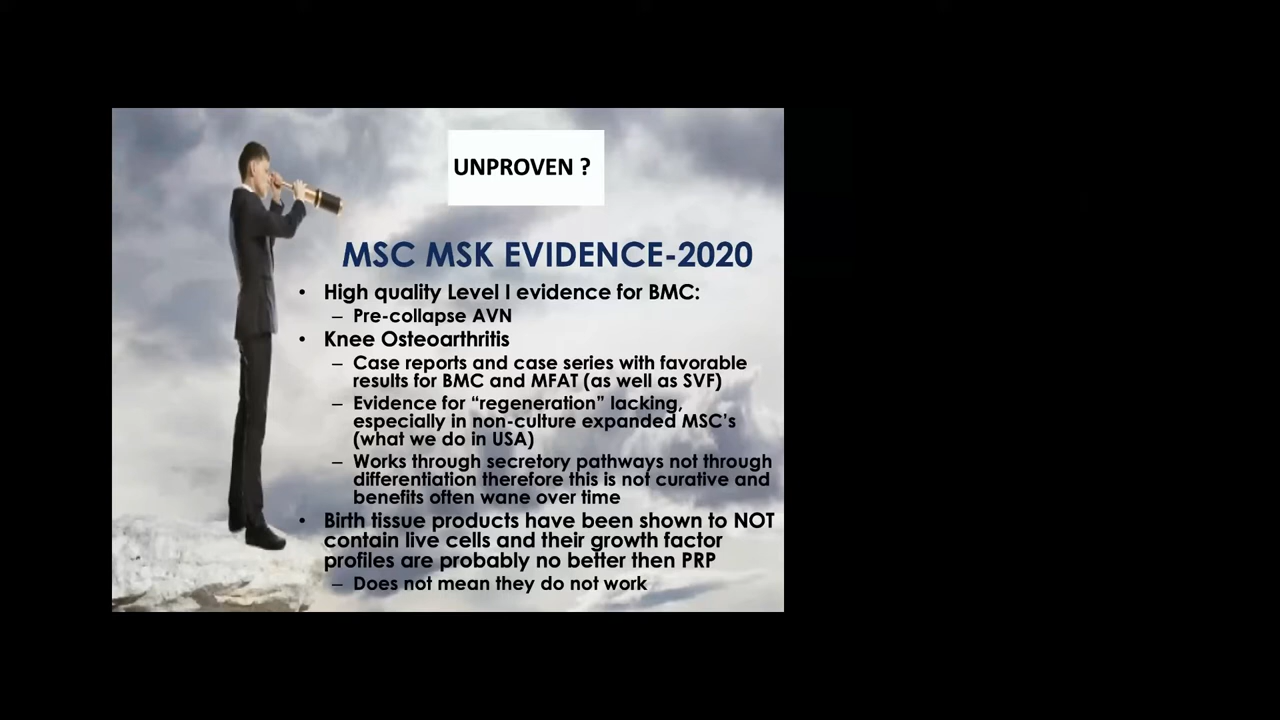 UNPROVEN ?
MSC MSK EVIDENCE-2020
• High quality Level I evidence for BMC:
– Pre-collapse AVN
• Knee Osteoarthritis
– Case reports and case series with favorable
results for BMC and MFAT (as well as SVF)
– Evidence for “regeneration” lacking,
especially in non-culture expanded MSC’s
(what we do in USA)
– Works through secretory pathways not through
differentiation therefore this is not curative and
benefits often wane over time
• Birth tissue products have been shown to NOT
contain live cells and their growth factor
profiles are probably no better then PRP
– Does not mean they do not work